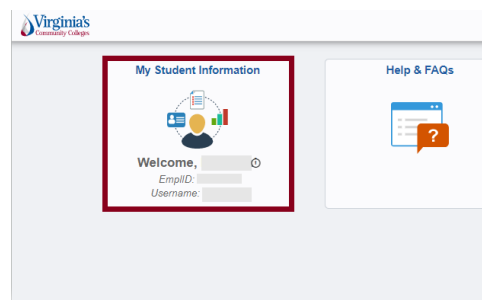 Virginia's
Community Colleges
My Student Information
Welcome,
EmplID:
Username:
Help & FAQs
?